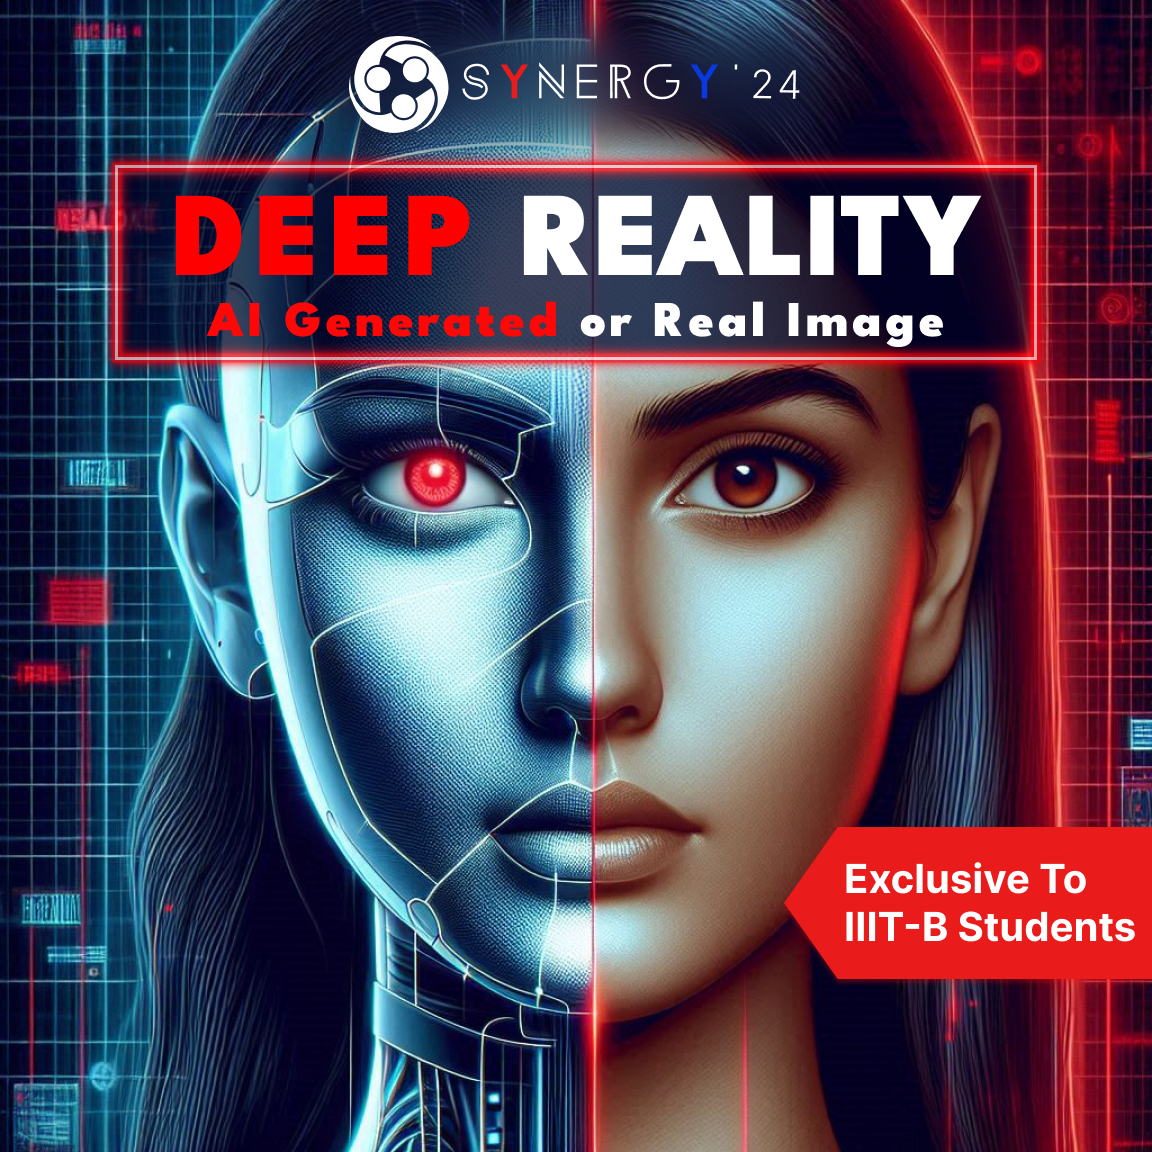 SYNERGY '24
DEEP REALITY
AI Generated or Real Image
Exclusive To
IIIT-B Students